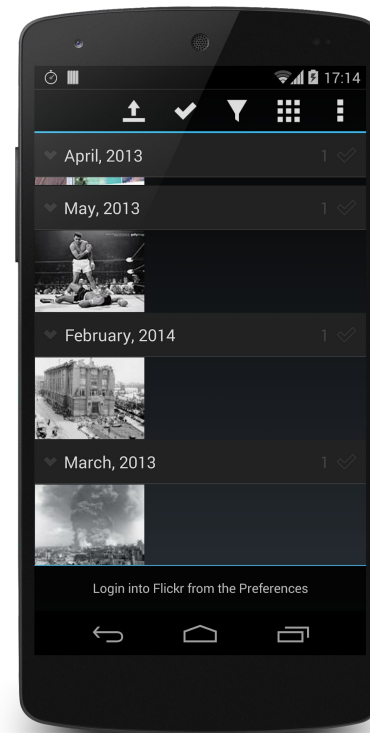 17:14
April, 2013 1
May, 2013 1
February, 2014 1
March, 2013 1
Login into Flickr from the Preferences